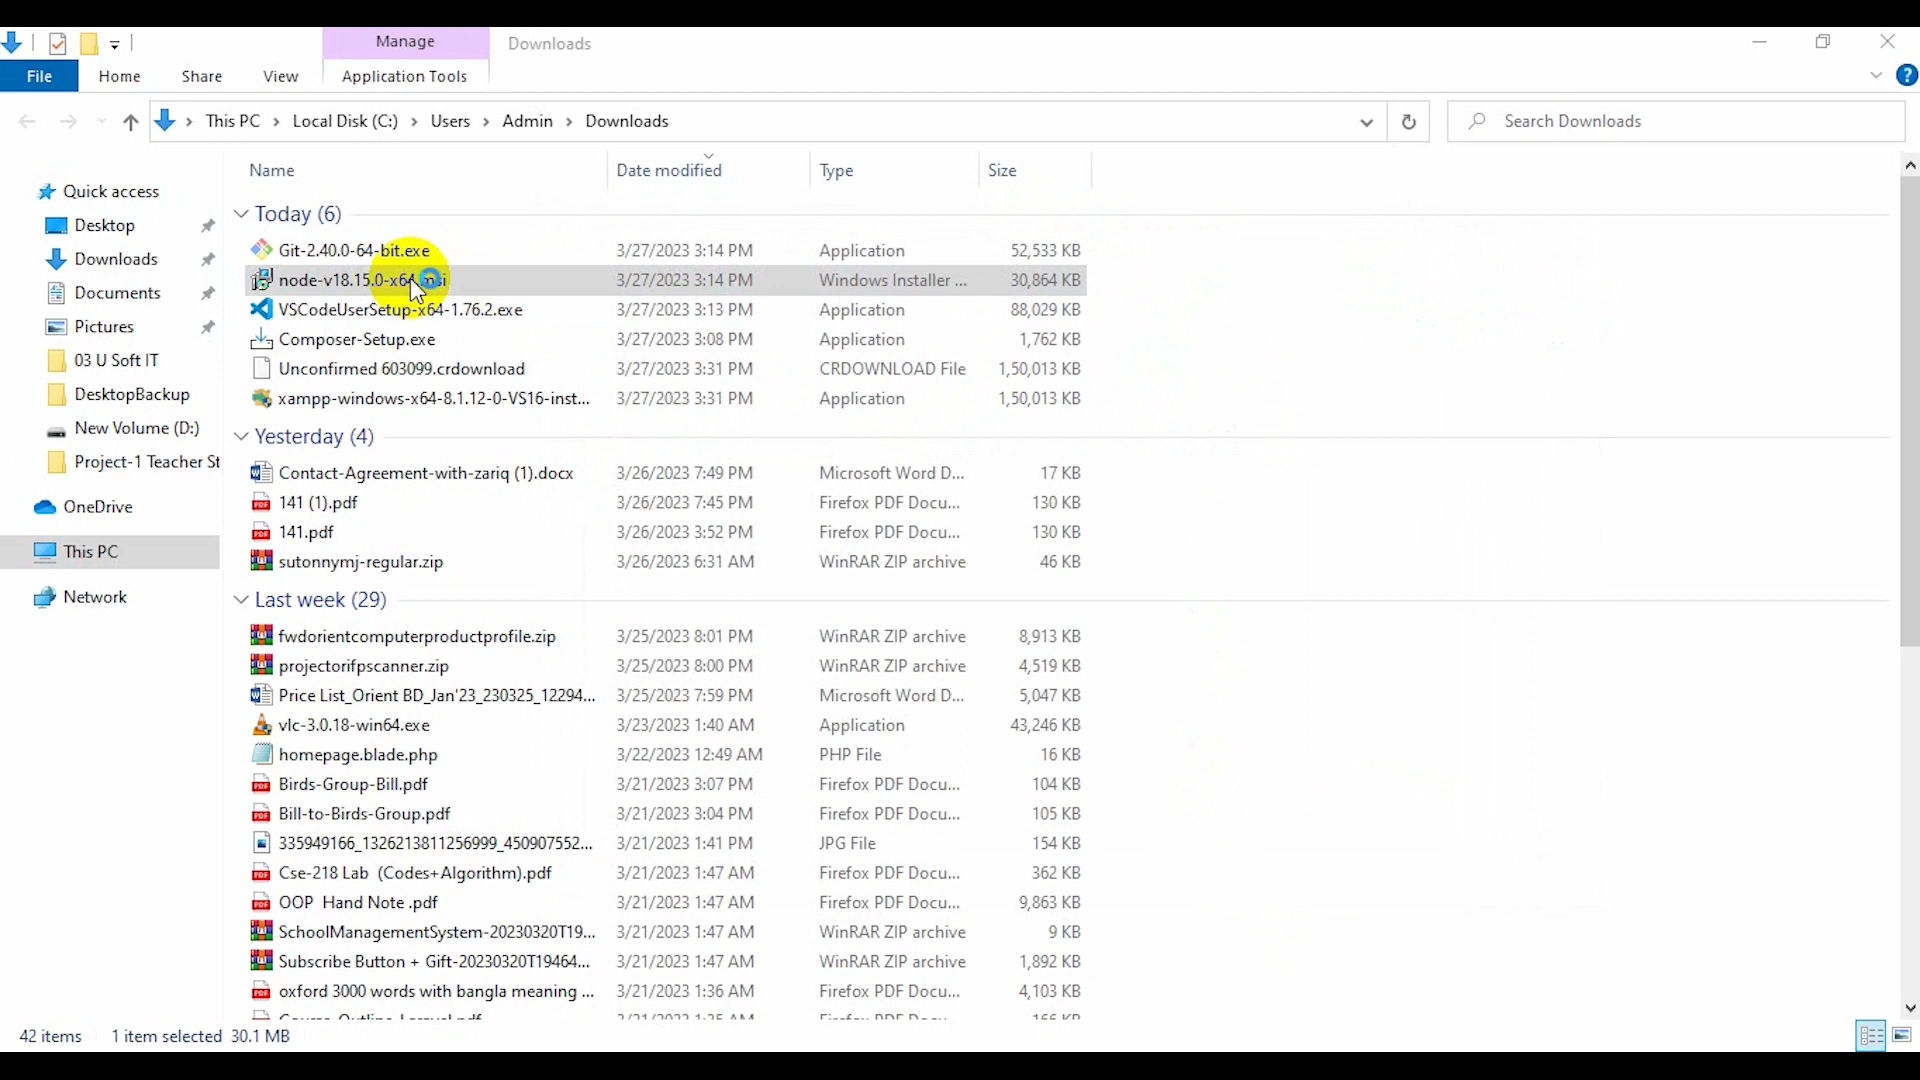 Manage
Downloads
File
Home
Share
View
Application Tools
This PC
Local Disk (C:)
Users
Admin
Downloads
Search Downloads
Name
Date modified
Type
Size
Quick access
Desktop
Downloads
Documents
Pictures
03 U Soft IT
DesktopBackup
New Volume (D:)
Project-1 Teacher St
OneDrive
This PC
Network
Today (6)
Git-2.40.0-64-bit.exe 3/27/2023 3:14 PM Application 52,533 KB
node-v18.15.0-x64.msi 3/27/2023 3:14 PM Windows Installer ... 30,864 KB
VSCodeUserSetup-x64-1.76.2.exe 3/27/2023 3:13 PM Application 88,029 KB
Composer-Setup.exe 3/27/2023 3:08 PM Application 1,762 KB
Unconfirmed 603099.crdownload 3/27/2023 3:31 PM CRDOWNLOAD File 1,50,013 KB
xampp-windows-x64-8.1.12-0-VS16-inst... 3/27/2023 3:31 PM Application 1,50,013 KB
Yesterday (4)
Contact-Agreement-with-zariq (1).docx 3/26/2023 7:49 PM Microsoft Word D... 17 KB
141 (1).pdf 3/26/2023 7:45 PM Firefox PDF Docu... 130 KB
141.pdf 3/26/2023 3:52 PM Firefox PDF Docu... 130 KB
sutonnymj-regular.zip 3/26/2023 6:31 AM WinRAR ZIP archive 46 KB
Last week (29)
fwdorientcomputerproductprofile.zip 3/25/2023 8:01 PM WinRAR ZIP archive 8,913 KB
projectorifpscanner.zip 3/25/2023 8:00 PM WinRAR ZIP archive 4,519 KB
Price List_Orient BD_Jan'23_230325_12294... 3/25/2023 7:59 PM Microsoft Word D... 5,047 KB
vlc-3.0.18-win64.exe 3/23/2023 1:40 AM Application 43,246 KB
homepage.blade.php 3/22/2023 12:49 AM PHP File 16 KB
Birds-Group-Bill.pdf 3/21/2023 3:07 PM Firefox PDF Docu... 104 KB
Bill-to-Birds-Group.pdf 3/21/2023 3:04 PM Firefox PDF Docu... 105 KB
335949166_1326213811256999_450907552... 3/21/2023 1:41 PM JPG File 154 KB
Cse-218 Lab (Codes+Algorithm).pdf 3/21/2023 1:47 AM Firefox PDF Docu... 362 KB
OOP Hand Note .pdf 3/21/2023 1:47 AM Firefox PDF Docu... 9,863 KB
SchoolManagementSystem-20230320T19... 3/21/2023 1:47 AM WinRAR ZIP archive 9 KB
Subscribe Button + Gift-20230320T19464... 3/21/2023 1:47 AM WinRAR ZIP archive 1,892 KB
oxford 3000 words with bangla meaning ... 3/21/2023 1:36 AM Firefox PDF Docu... 4,103 KB
42 items
1 item selected 30.1 MB